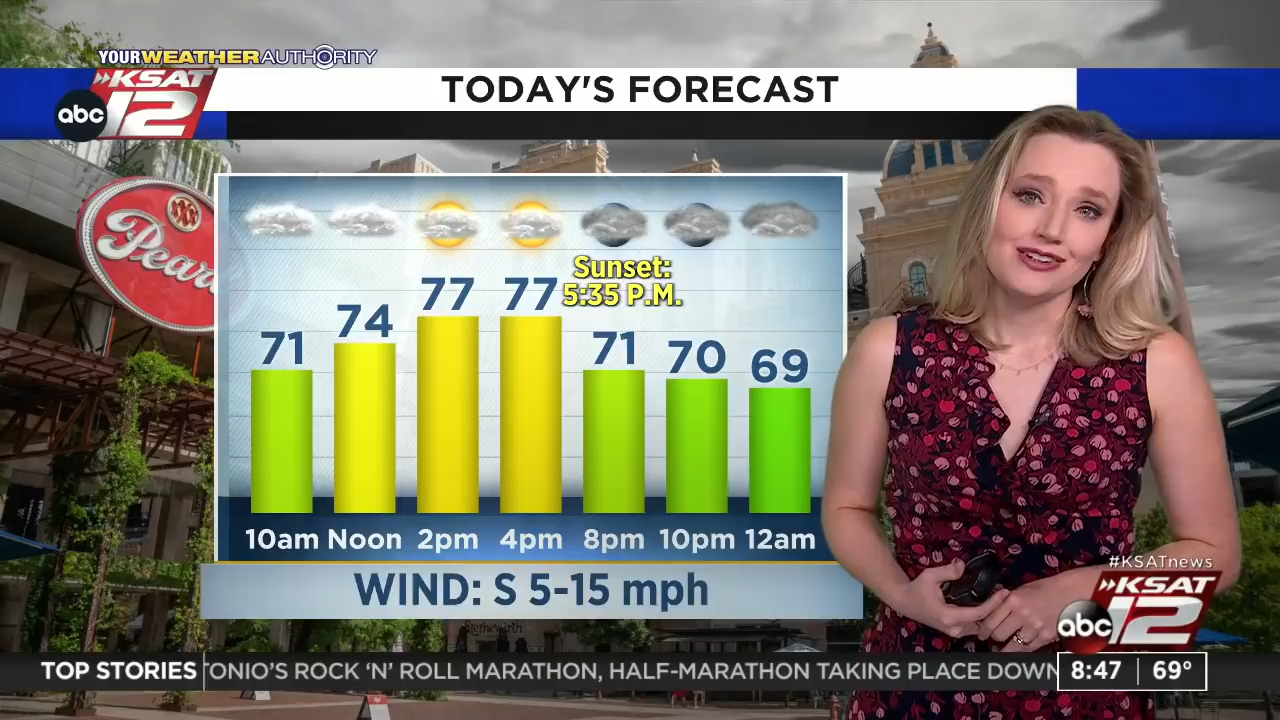 YOUR WEATHER AUTHORITY
KSAT
abc 12
TODAY'S FORECAST
Pearl
Sunset:
5:35 P.M.
71 74 77 77 71 70 69
10am Noon 2pm 4pm 8pm 10pm 12am
WIND: S 5-15 mph
#KSATnews
KSAT
abc 12
TOP STORIES TONIO'S ROCK 'N' ROLL MARATHON, HALF-MARATHON TAKING PLACE DOWN 8:47 69°